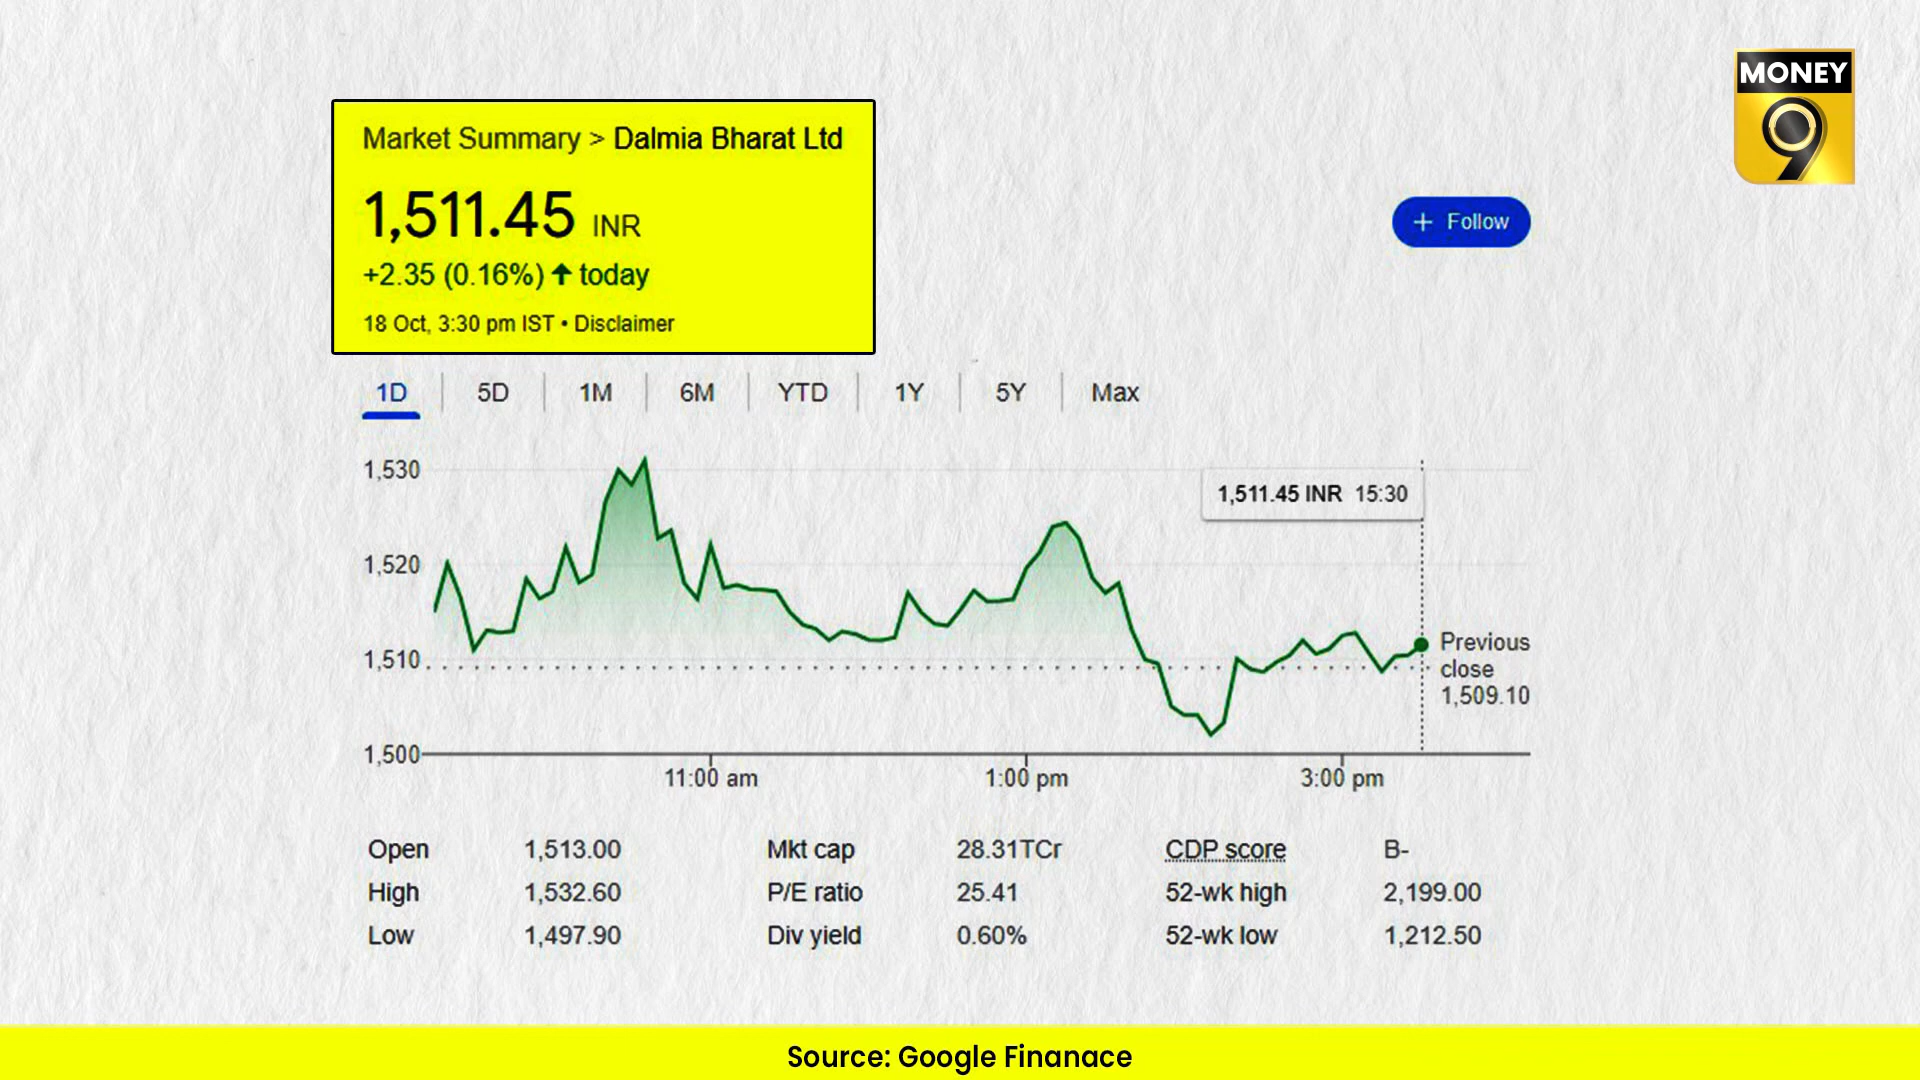 MONEY
9
Market Summary > Dalmia Bharat Ltd
1,511.45 INR
+2.35 (0.16%) ↑ today
18 Oct, 3:30 pm IST • Disclaimer
+ Follow
1D 5D 1M 6M YTD 1Y 5Y Max
1,530
1,520
1,510
1,500
1,511.45 INR 15:30
Previous
close
1,509.10
11:00 am 1:00 pm 3:00 pm
Open 1,513.00 Mkt cap 28.31TCr CDP score B-
High 1,532.60 P/E ratio 25.41 52-wk high 2,199.00
Low 1,497.90 Div yield 0.60% 52-wk low 1,212.50
Source: Google Finanace